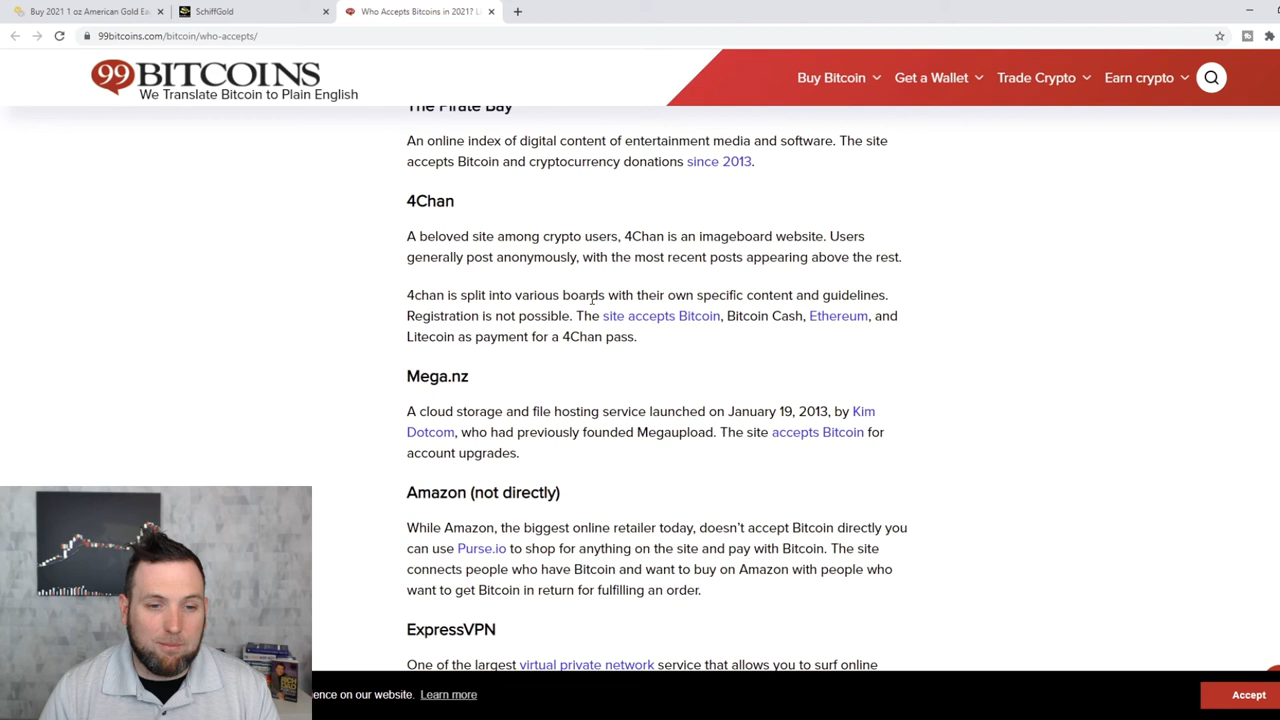 Buy 2021 1 oz American Gold Ea
SchiffGold
Who Accepts Bitcoins in 2021? Li
99bitcoins.com/bitcoin/who-accepts/
99BITCOINS
We Translate Bitcoin to Plain English
Buy Bitcoin
Get a Wallet
Trade Crypto
Earn crypto
The Pirate Bay
An online index of digital content of entertainment media and software. The site
accepts Bitcoin and cryptocurrency donations since 2013.
4Chan
A beloved site among crypto users, 4Chan is an imageboard website. Users
generally post anonymously, with the most recent posts appearing above the rest.
4chan is split into various boards with their own specific content and guidelines.
Registration is not possible. The site accepts Bitcoin, Bitcoin Cash, Ethereum, and
Litecoin as payment for a 4Chan pass.
Mega.nz
A cloud storage and file hosting service launched on January 19, 2013, by Kim
Dotcom, who had previously founded Megaupload. The site accepts Bitcoin for
account upgrades.
Amazon (not directly)
While Amazon, the biggest online retailer today, doesn't accept Bitcoin directly you
can use Purse.io to shop for anything on the site and pay with Bitcoin. The site
connects people who have Bitcoin and want to buy on Amazon with people who
want to get Bitcoin in return for fulfilling an order.
ExpressVPN
One of the largest virtual private network service that allows you to surf online
ence on our website. Learn more
Accept
RICH